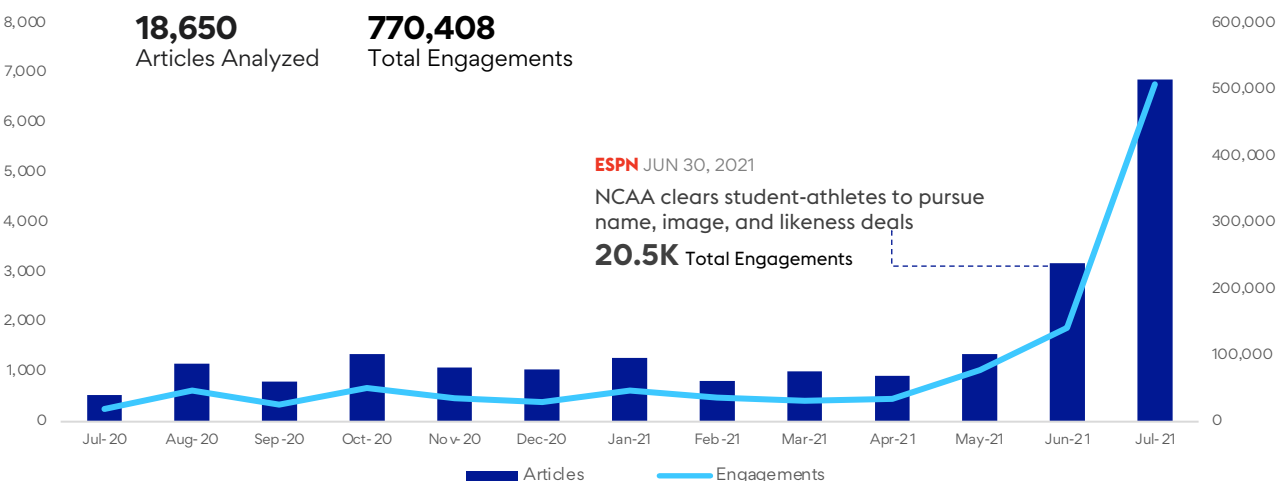 18,650
Articles Analyzed
770,408
Total Engagements
8,000
7,000
6,000
5,000
4,000
3,000
2,000
1,000
0
600,000
500,000
400,000
300,000
200,000
100,000
0
ESPN JUN 30, 2021
NCAA clears student-athletes to pursue
name, image, and likeness deals
20.5K Total Engagements
Jul-20 Aug-20 Sep-20 Oct-20 Nov-20 Dec-20 Jan-21 Feb-21 Mar-21 Apr-21 May-21 Jun-21 Jul-21
Articles Engagements